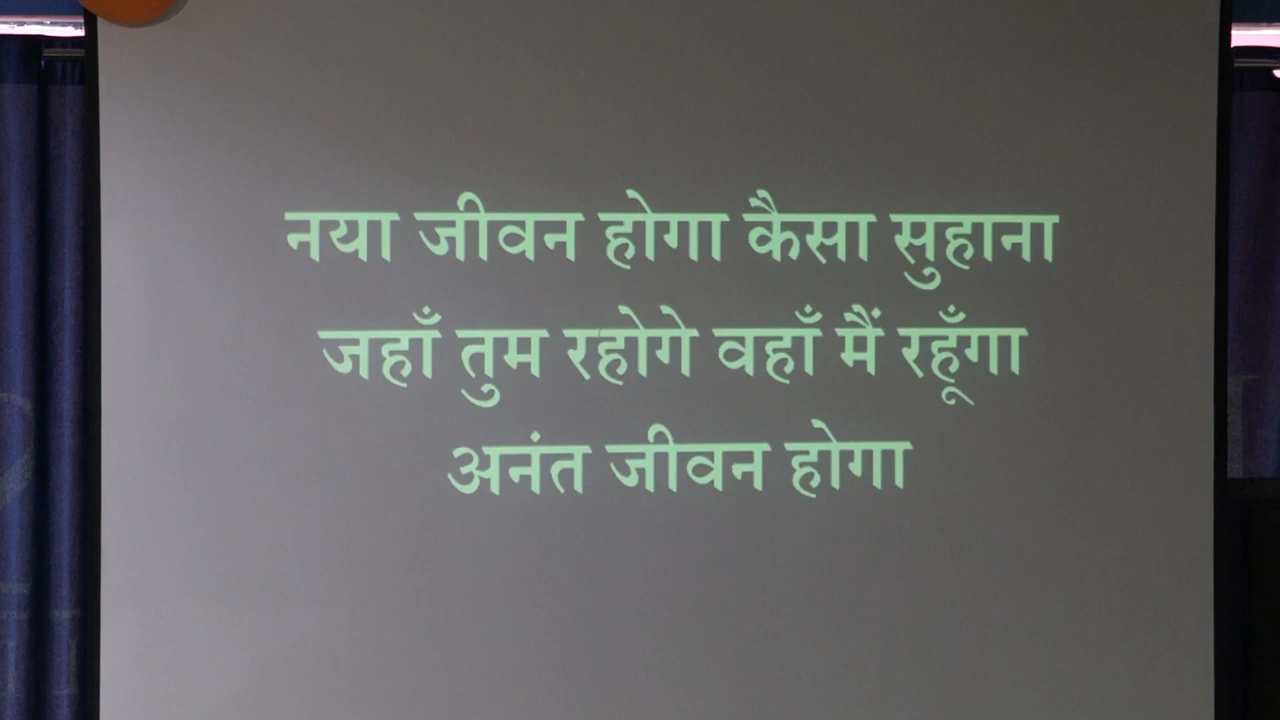 नया जीवन होगा कैसा सुहाना
जहाँ तुम रहोगे वहाँ मैं रहूँगा
अनंत जीवन होगा